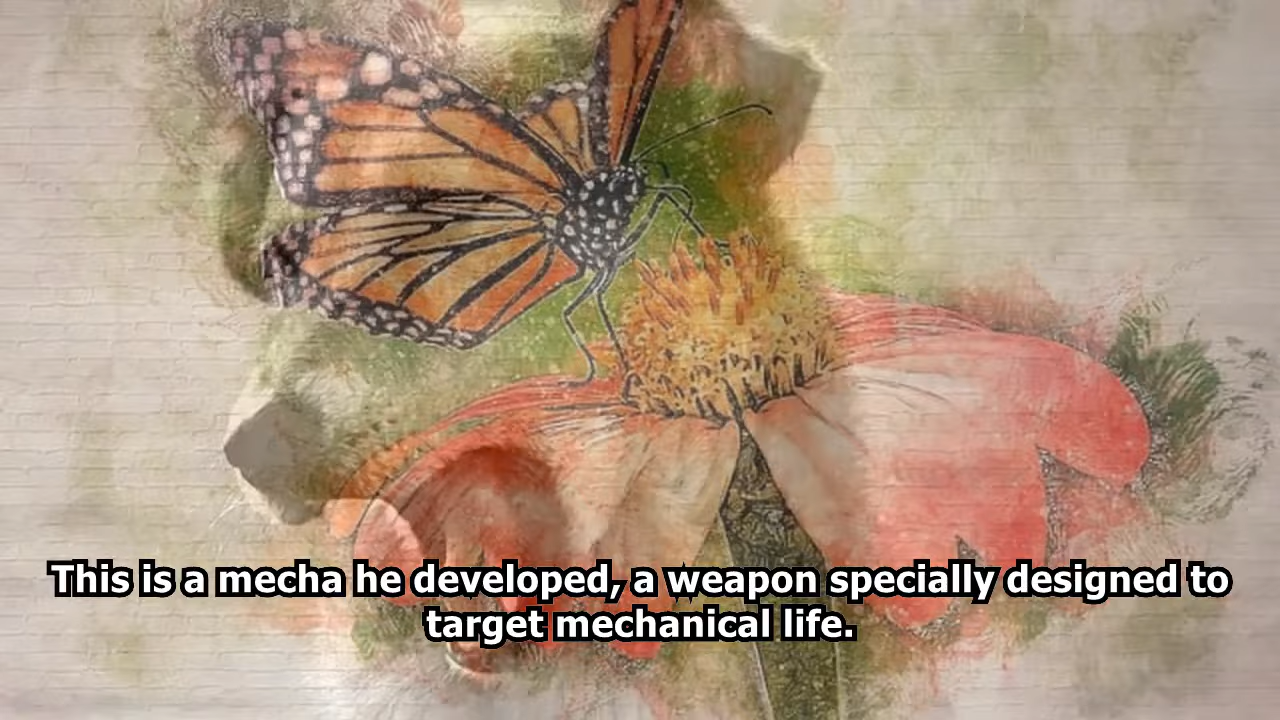 This is a mecha he developed, a weapon specially designed to
target mechanical life.